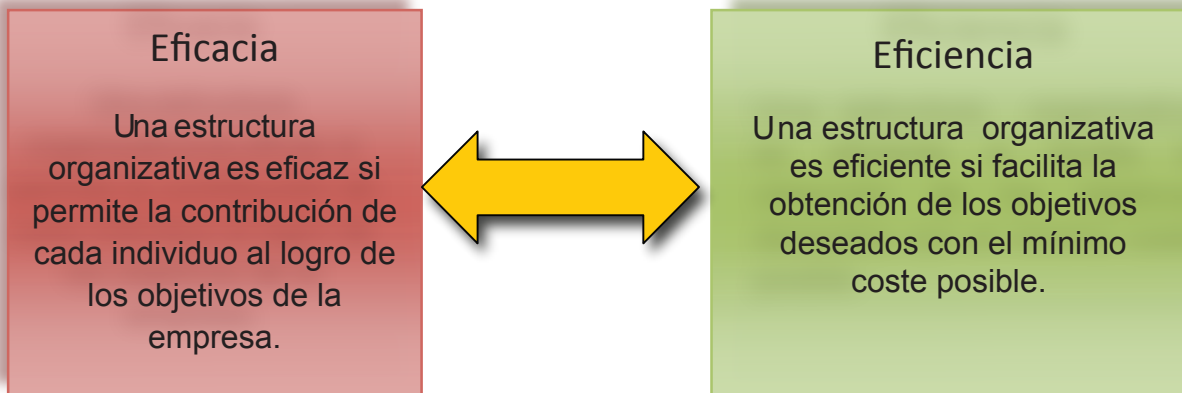 Eficacia
Una estructura
organizativa es eficaz si
permite la contribución de
cada individuo al logro de
los objetivos de la
empresa.
Eficiencia
Una estructura organizativa
es eficiente si facilita la
obtención de los objetivos
deseados con el mínimo
coste posible.